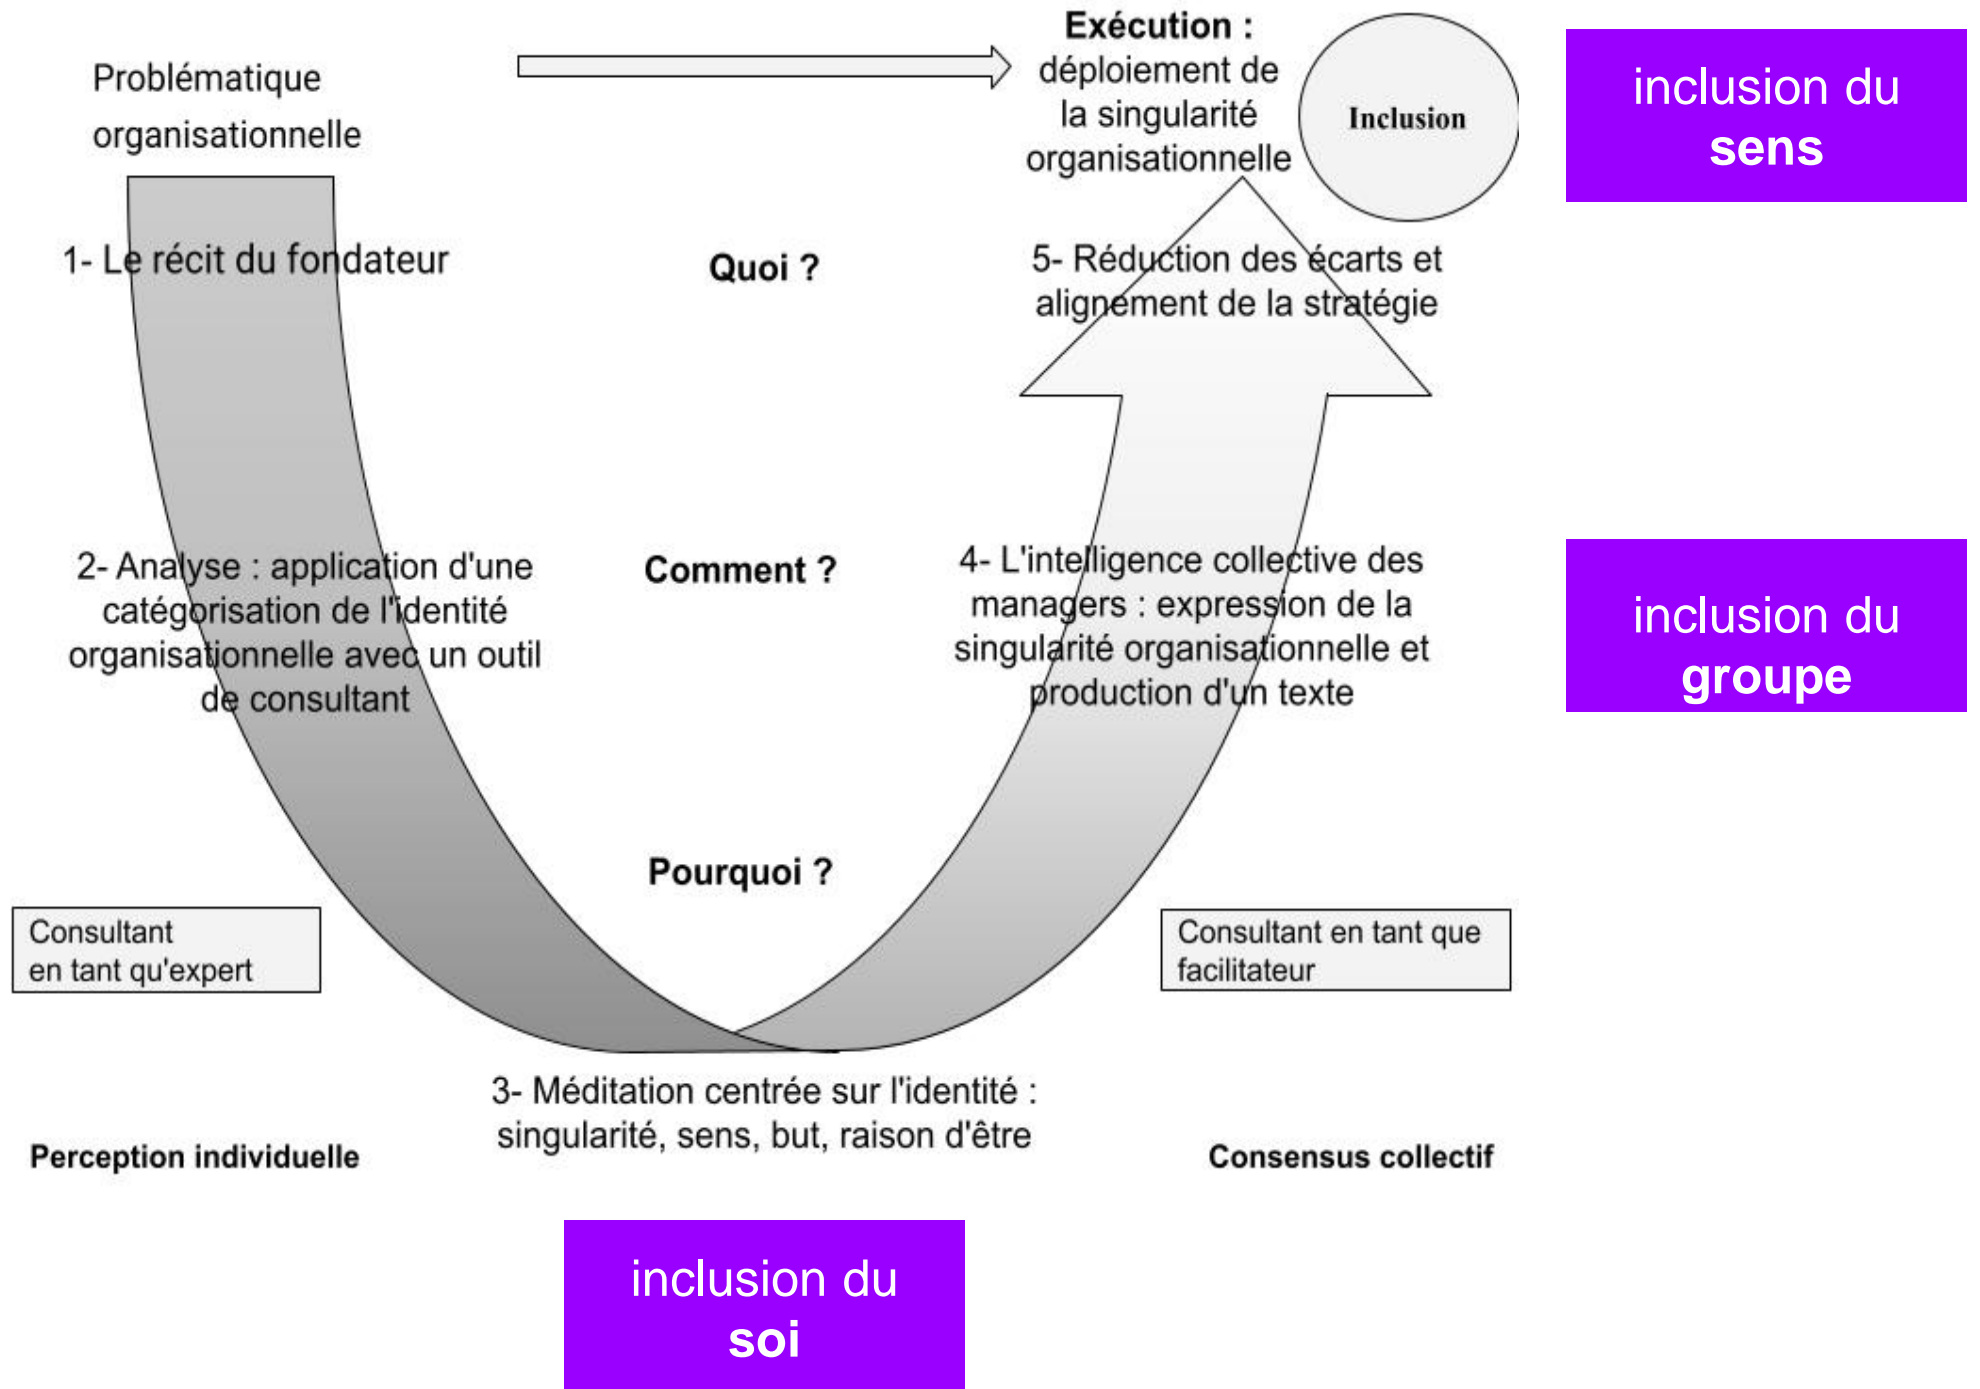 Problématique
organisationnelle
Exécution :
déploiement de
la singularité
organisationnelle
Inclusion
inclusion du
sens
1- Le récit du fondateur
Quoi ?
5- Réduction des écarts et
alignement de la stratégie
2- Analyse : application d'une
catégorisation de l'identité
organisationnelle avec un outil
de consultant
Comment ?
4- L'intelligence collective des
managers : expression de la
singularité organisationnelle et
production d'un texte
inclusion du
groupe
Pourquoi ?
Consultant
en tant qu'expert
Consultant en tant que
facilitateur
3- Méditation centrée sur l'identité :
singularité, sens, but, raison d'être
Perception individuelle
Consensus collectif
inclusion du
soi